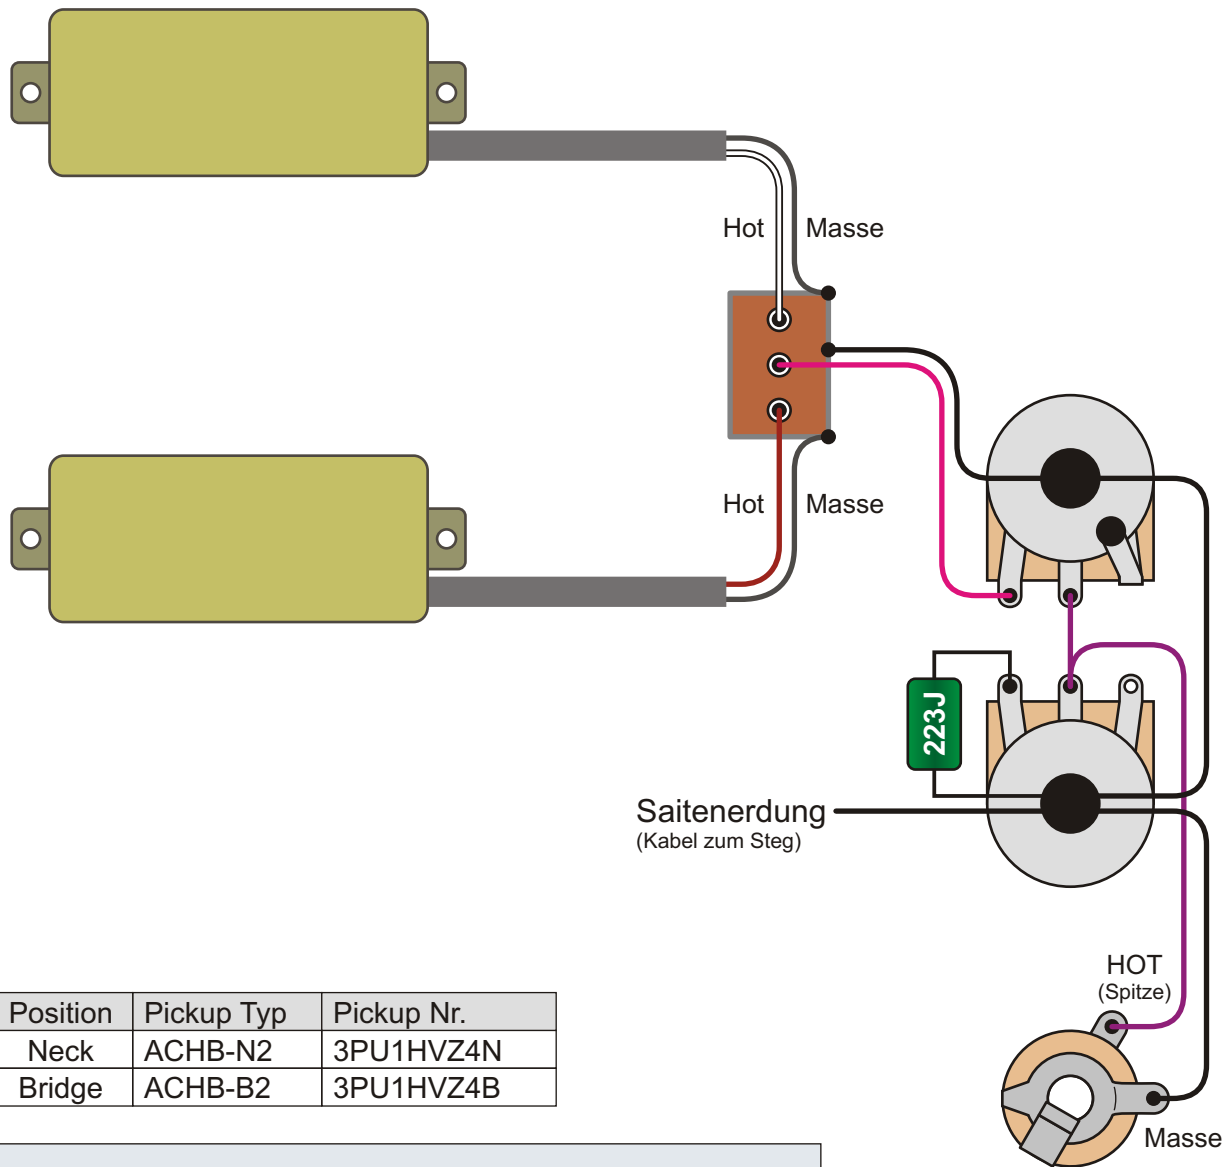 Hot Masse
Hot Masse
223J
Saitenerdung
(Kabel zum Steg)
HOT
(Spitze)
Masse
Position Pickup Typ Pickup Nr.
Neck ACHB-N2 3PU1HVZ4N
Bridge ACHB-B2 3PU1HVZ4B